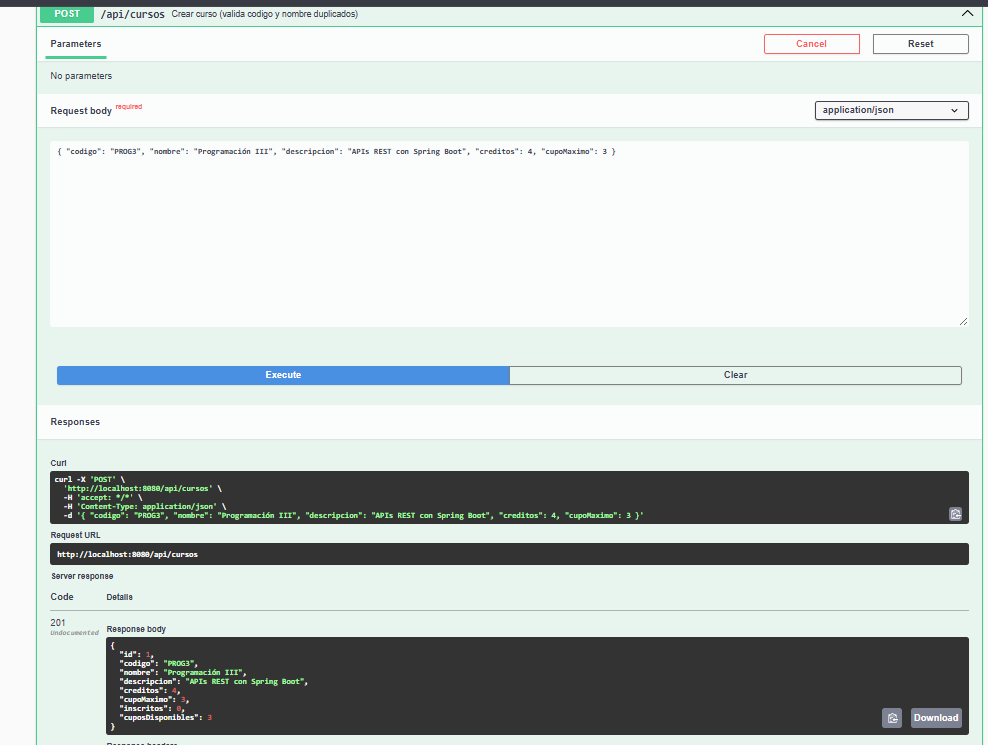 POST /api/cursos Crear curso (valida codigo y nombre duplicados)
Parameters Cancel Reset
No parameters
Request body required application/json
{ "codigo": "PROG3", "nombre": "Programación III", "descripcion": "APIs REST con Spring Boot", "creditos": 4, "cupoMaximo": 3 }
Execute Clear
Responses
Curl
curl -X 'POST' \
'http://localhost:8080/api/cursos' \
-H 'accept: */*' \
-H 'Content-Type: application/json' \
-d '{ "codigo": "PROG3", "nombre": "Programación III", "descripcion": "APIs REST con Spring Boot", "creditos": 4, "cupoMaximo": 3 }'
Request URL
http://localhost:8080/api/cursos
Server response
Code Details
201
Undocumented
Response body
{
"id": 1,
"codigo": "PROG3",
"nombre": "Programación III",
"descripcion": "APIs REST con Spring Boot",
"creditos": 4,
"cupoMaximo": 3,
"inscritos": 0,
"cuposDisponibles": 3
}
Download
Response headers